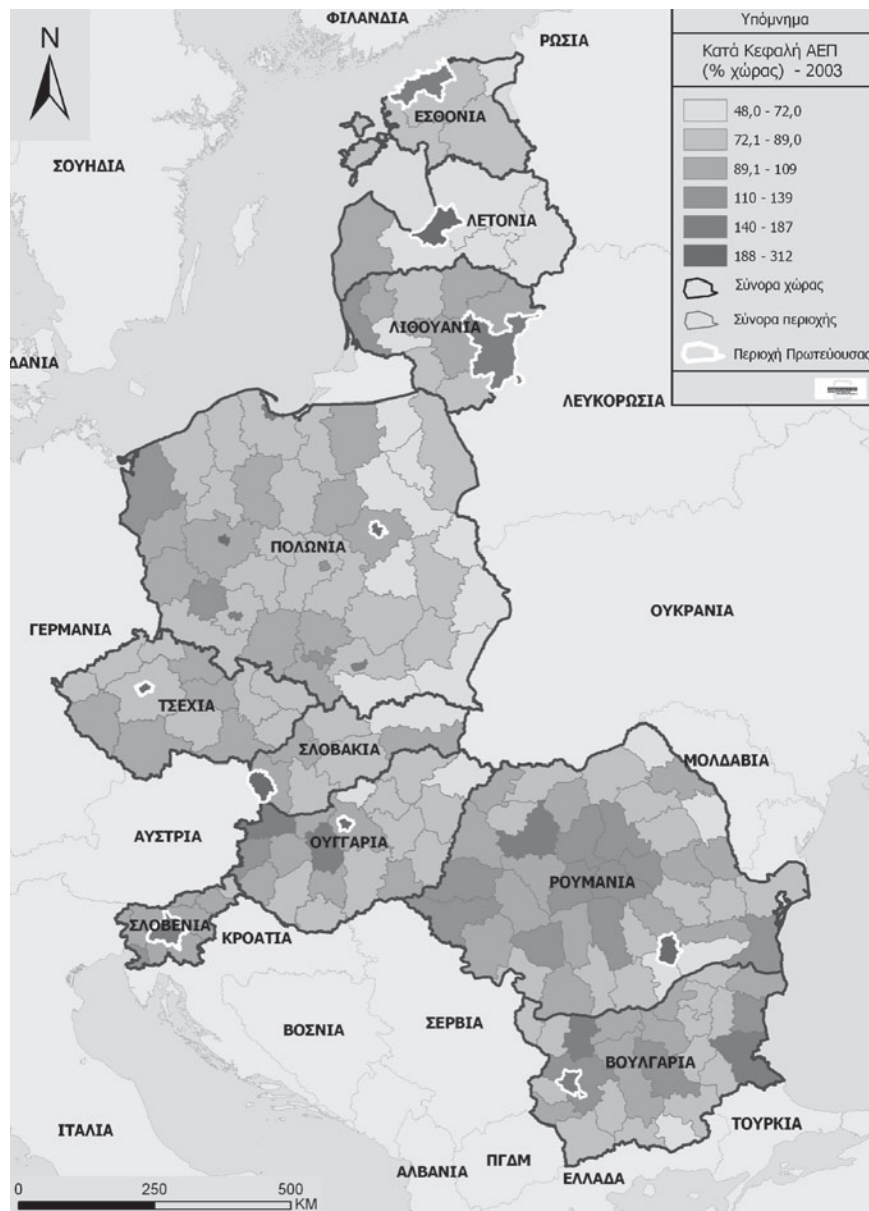 ΦΙΛΑΝΔΙΑ
ΡΩΣΙΑ
N
ΣΟΥΗΔΙΑ
ΕΣΘΟΝΙΑ
ΛΕΤΟΝΙΑ
ΛΙΘΟΥΑΝΙΑ
ΔΑΝΙΑ
ΛΕΥΚΟΡΩΣΙΑ
Υπόμνημα
Κατά Κεφαλή ΑΕΠ
(% χώρας) - 2003
48,0 - 72,0
72,1 - 89,0
89,1 - 109
110 - 139
140 - 187
188 - 312
Σύνορα χώρας
Σύνορα περιοχής
Περιοχή Πρωτεύουσας
ΠΟΛΩΝΙΑ
ΓΕΡΜΑΝΙΑ
ΟΥΚΡΑΝΙΑ
ΤΣΕΧΙΑ
ΣΛΟΒΑΚΙΑ
ΜΟΛΔΑΒΙΑ
ΑΥΣΤΡΙΑ
ΟΥΓΓΑΡΙΑ
ΡΟΥΜΑΝΙΑ
ΣΛΟΒΕΝΙΑ
ΚΡΟΑΤΙΑ
ΒΟΣΝΙΑ
ΣΕΡΒΙΑ
ΒΟΥΛΓΑΡΙΑ
ΙΤΑΛΙΑ
ΑΛΒΑΝΙΑ
ΠΓΔΜ
ΕΛΛΑΔΑ
ΤΟΥΡΚΙΑ
0 250 500
KM